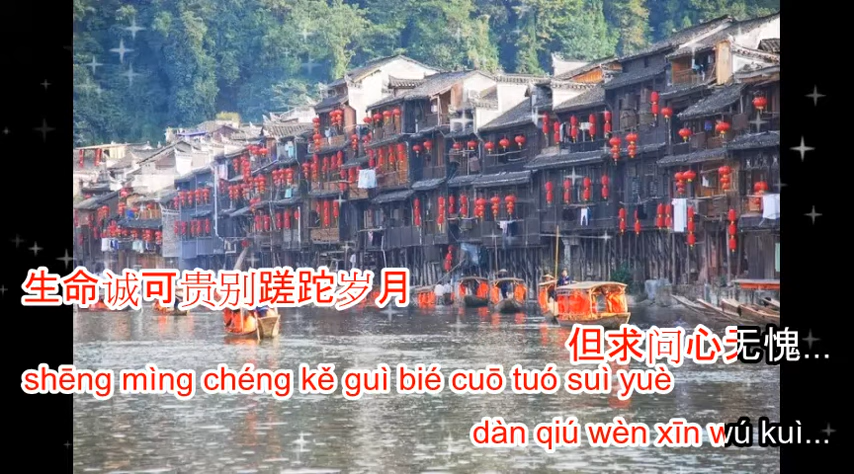 生命诚可贵别蹉跎岁月
但求问心无愧...
shēng mìng chéng kě guì bié cuō tuó suì yuè
dàn qiú wèn xīn wú kuì...